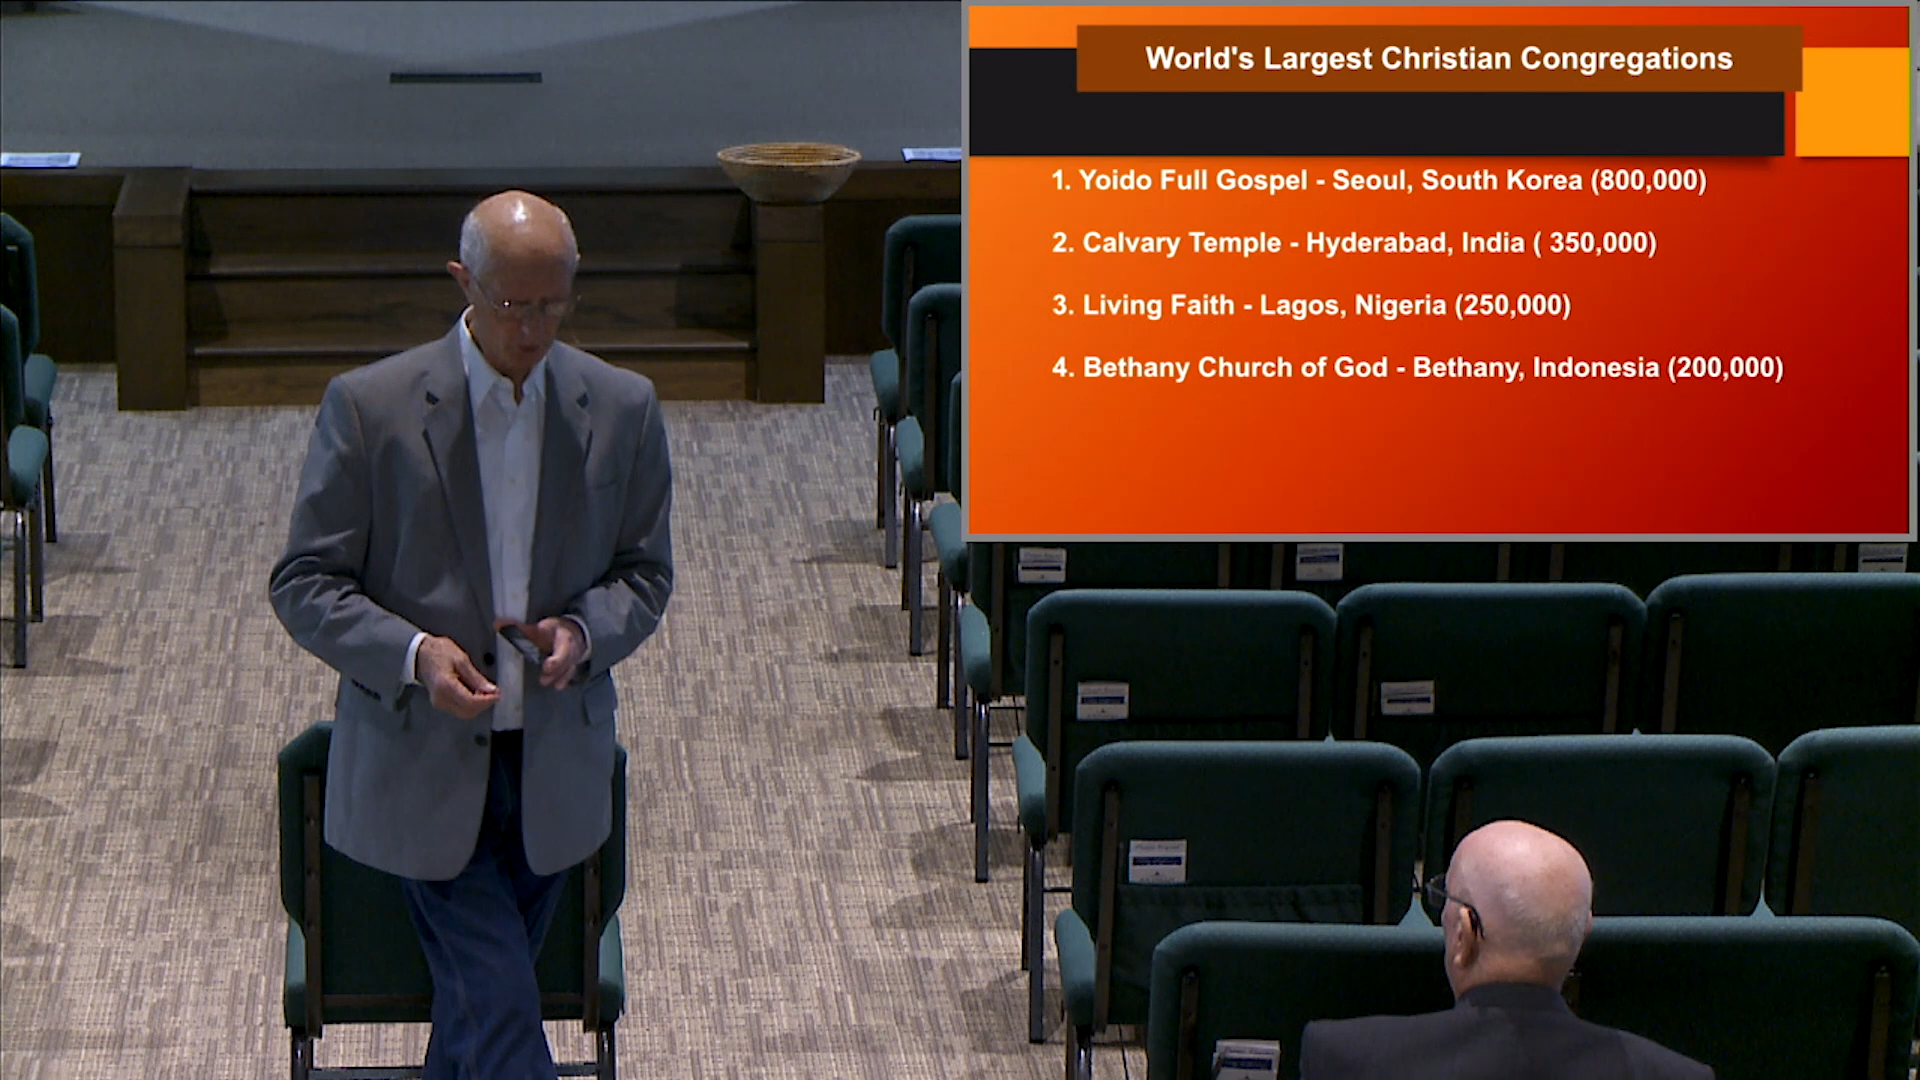 World's Largest Christian Congregations
1. Yoido Full Gospel - Seoul, South Korea (800,000)
2. Calvary Temple - Hyderabad, India ( 350,000)
3. Living Faith - Lagos, Nigeria (250,000)
4. Bethany Church of God - Bethany, Indonesia (200,000)